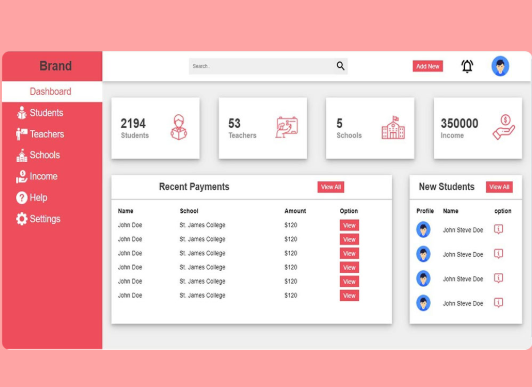 Brand
Search..
Add New
Dashboard
Students
Teachers
Schools
Income
Help
Settings
2194
Students
53
Teachers
5
Schools
350000
Income
Recent Payments
View All
Name School Amount Option
John Doe St. James College $120 View
John Doe St. James College $120 View
John Doe St. James College $120 View
John Doe St. James College $120 View
John Doe St. James College $120 View
John Doe St. James College $120 View
New Students
View All
Profile Name option
John Steve Doe
John Steve Doe
John Steve Doe
John Steve Doe